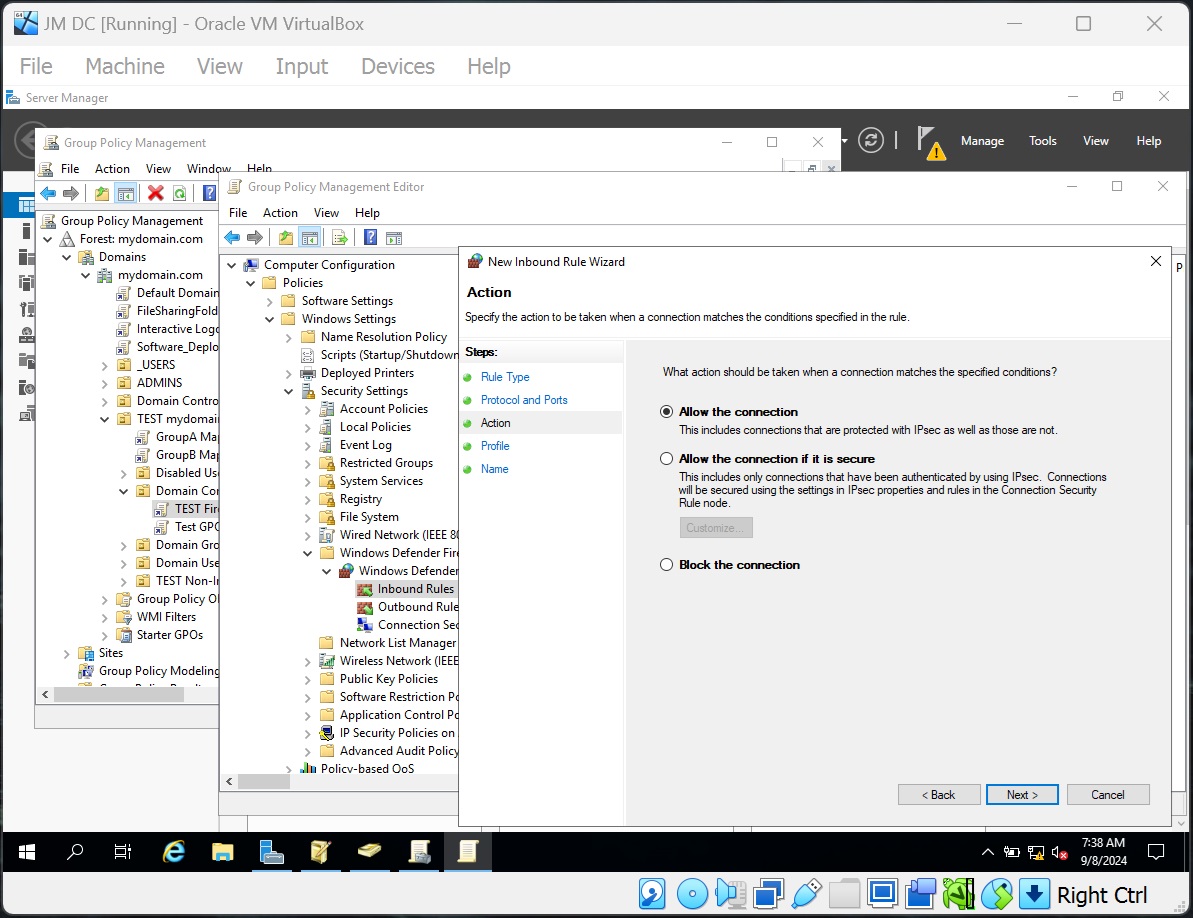 JM DC [Running] - Oracle VM VirtualBox
File Machine View Input Devices Help
Server Manager
Manage Tools View Help
Group Policy Management
File Action View Window Help
Group Policy Management
Forest: mydomain.com
Domains
mydomain.com
Default Domain
FileSharingFold
Interactive Logo
Software_Deplo
_USERS
ADMINS
Domain Contro
TEST mydomain
GroupA Map
GroupB Map
Disabled Use
Domain Cor
TEST Fire
Test GPO
Domain Gro
Domain Use
TEST Non-In
Group Policy Ol
WMI Filters
Starter GPOs
Sites
Group Policy Modeling
Group Policy Management Editor
File Action View Help
Computer Configuration
Policies
Software Settings
Windows Settings
Name Resolution Policy
Scripts (Startup/Shutdown
Deployed Printers
Security Settings
Account Policies
Local Policies
Event Log
Restricted Groups
System Services
Registry
File System
Wired Network (IEEE 80
Windows Defender Fire
Windows Defender
Inbound Rules
Outbound Rule
Connection Sec
Network List Manager
Wireless Network (IEEE
Public Key Policies
Software Restriction Po
Application Control Po
IP Security Policies on
Advanced Audit Policy
Policy-based QoS
P
New Inbound Rule Wizard
Action
Specify the action to be taken when a connection matches the conditions specified in the rule.
Steps:
Rule Type
Protocol and Ports
Action
Profile
Name
What action should be taken when a connection matches the specified conditions?
Allow the connection
This includes connections that are protected with IPsec as well as those are not.
Allow the connection if it is secure
This includes only connections that have been authenticated by using IPsec. Connections
will be secured using the settings in IPsec properties and rules in the Connection Security
Rule node.
Customize...
Block the connection
< Back Next > Cancel
7:38 AM
9/8/2024
Right Ctrl